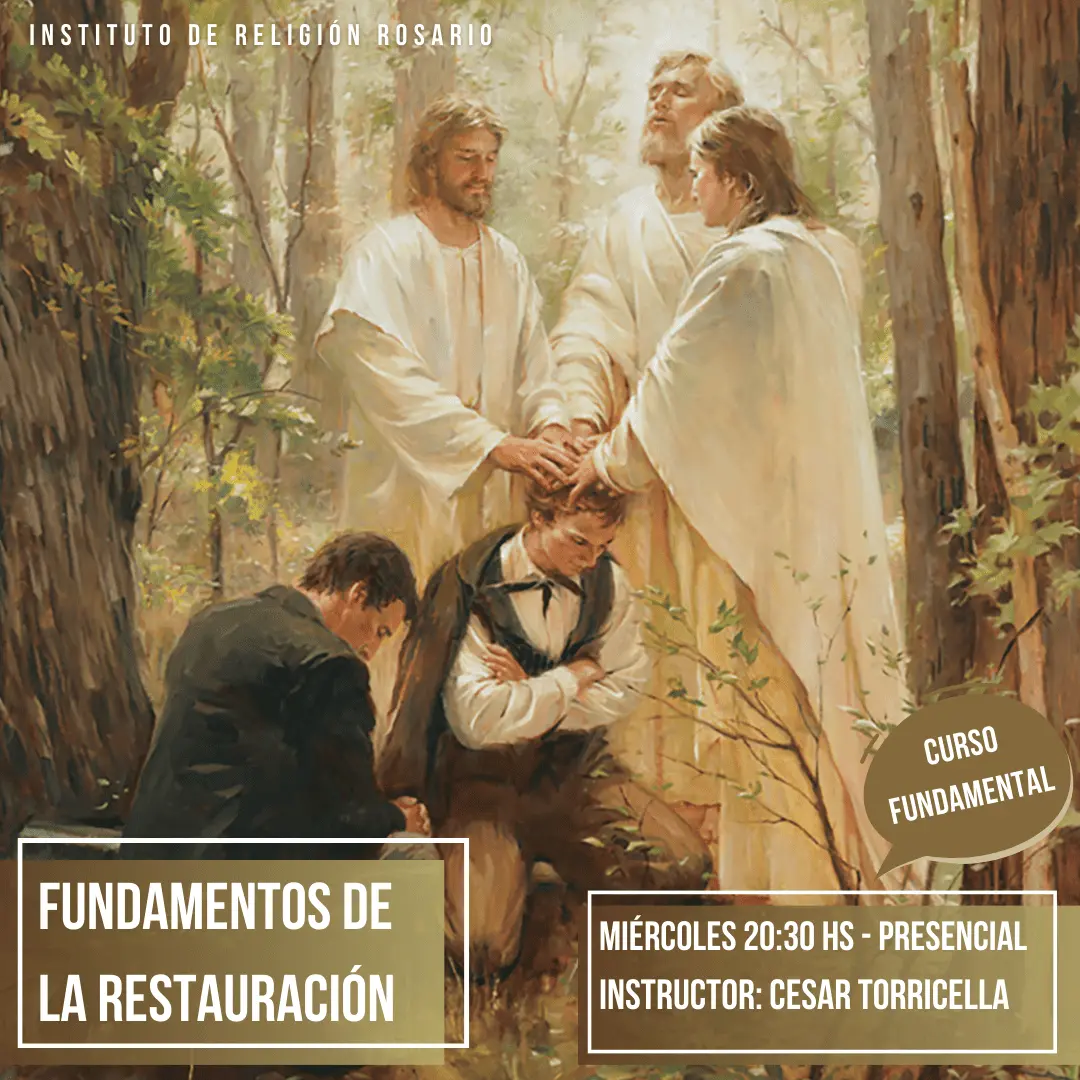 INSTITUTO DE RELIGIÓN ROSARIO
CURSO
FUNDAMENTAL
FUNDAMENTOS DE
LA RESTAURACIÓN
MIÉRCOLES 20:30 HS - PRESENCIAL
INSTRUCTOR: CESAR TORRICELLA